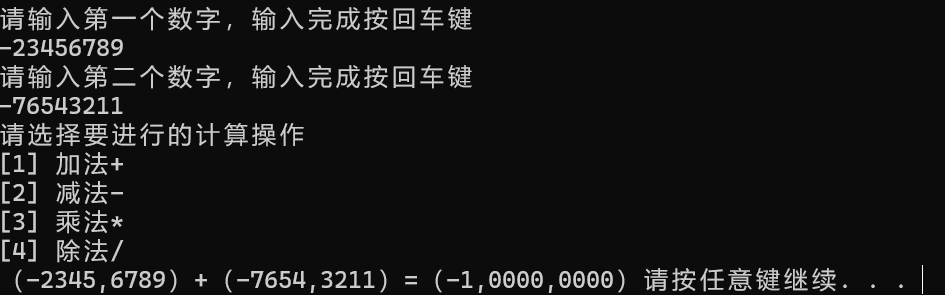 请输入第一个数字，输入完成按回车键
-23456789
请输入第二个数字，输入完成按回车键
-76543211
请选择要进行的计算操作
[1] 加法+
[2] 减法-
[3] 乘法*
[4] 除法/
（-2345,6789）+（-7654,3211）=（-1,0000,0000）请按任意键继续. . .